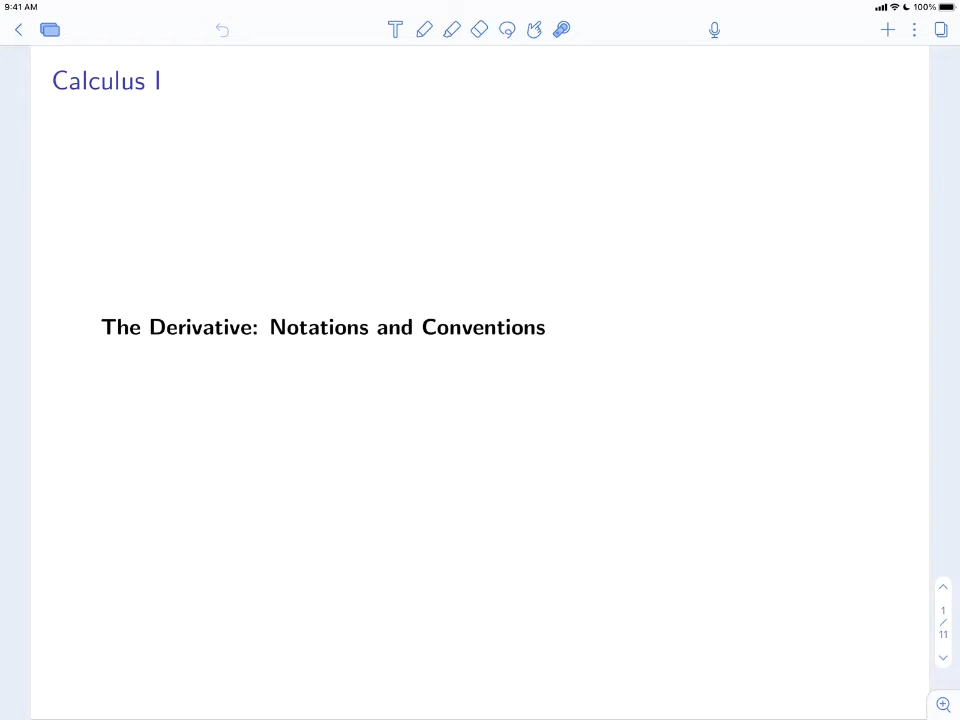 9:41 AM
100%
Calculus I
The Derivative: Notations and Conventions
1
/
11